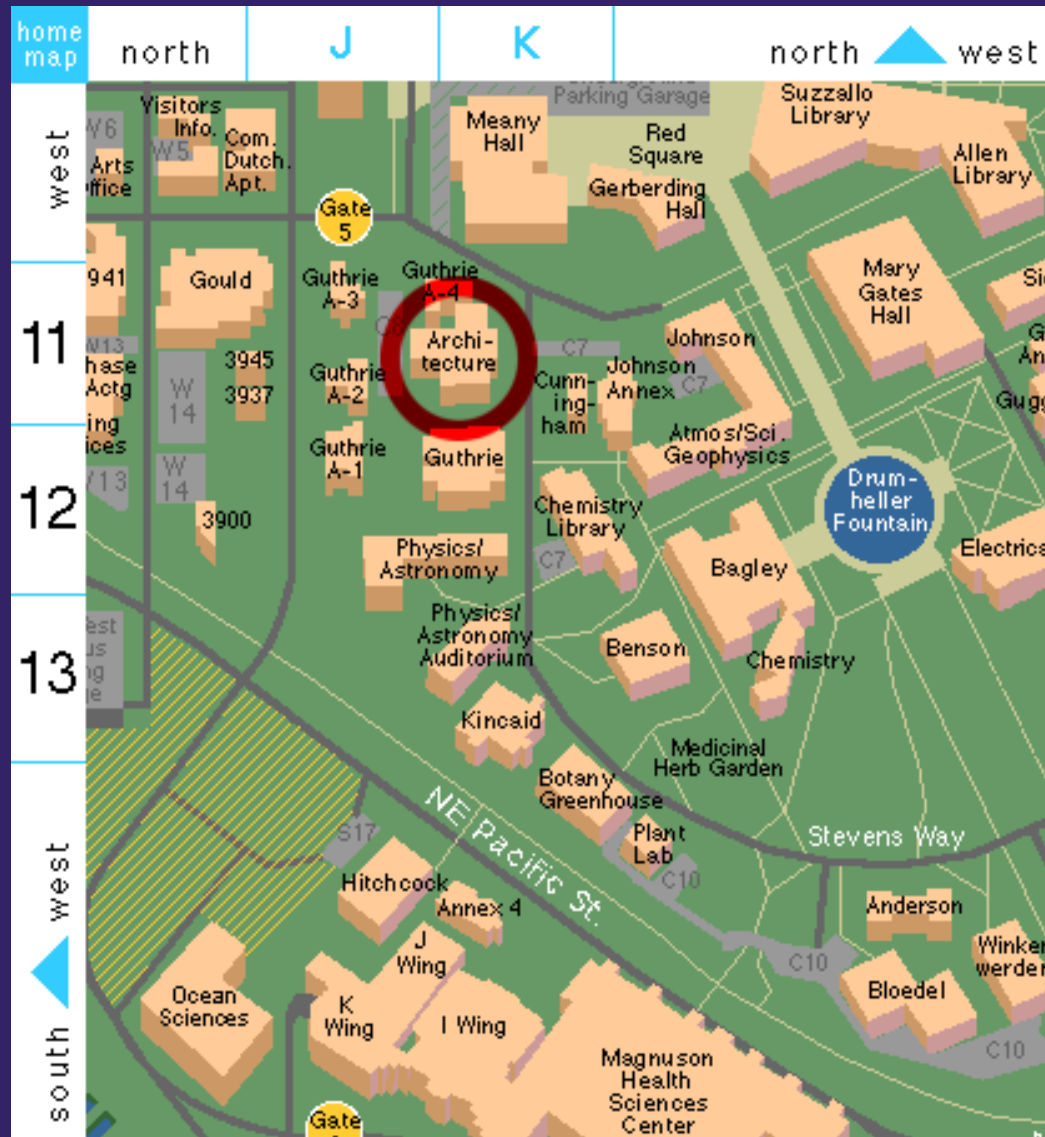 home
map
north
J
K
north
west
west
11
12
13
west
south
Parking Garage
Visitors
Info.
W6
W5
Arts
Com.
Dutch.
Apt.
Meany
Hall
Red
Square
Suzzallo
Library
Allen
Library
Gerberding
Hall
Gate
5
941
Gould
Guthrie
A-3
Guthrie
A-4
Mary
Gates
Hall
W13
Actg
W
14
3945
3937
Guthrie
A-2
Archi-
tecture
C7
Johnson
Johnson
Annex
C7
Cunn-
ing-
ham
W
14
Guthrie
A-1
Guthrie
Atmos/Sci.
Geophysics
3900
Chemistry
Library
Drum-
heller
Fountain
Physics/
Astronomy
C7
Bagley
Electrica
Physics/
Astronomy
Auditorium
Benson
Chemistry
Kincaid
Medicinal
Herb Garden
Botany
Greenhouse
NE Pacific St.
Plant
Lab
Stevens Way
S17
C10
Hitchcock
Annex 4
Anderson
J
Wing
C10
Winken
werder
Bloedel
Ocean
Sciences
K
Wing
I Wing
C10
Magnuson
Health
Sciences
Center
Gate